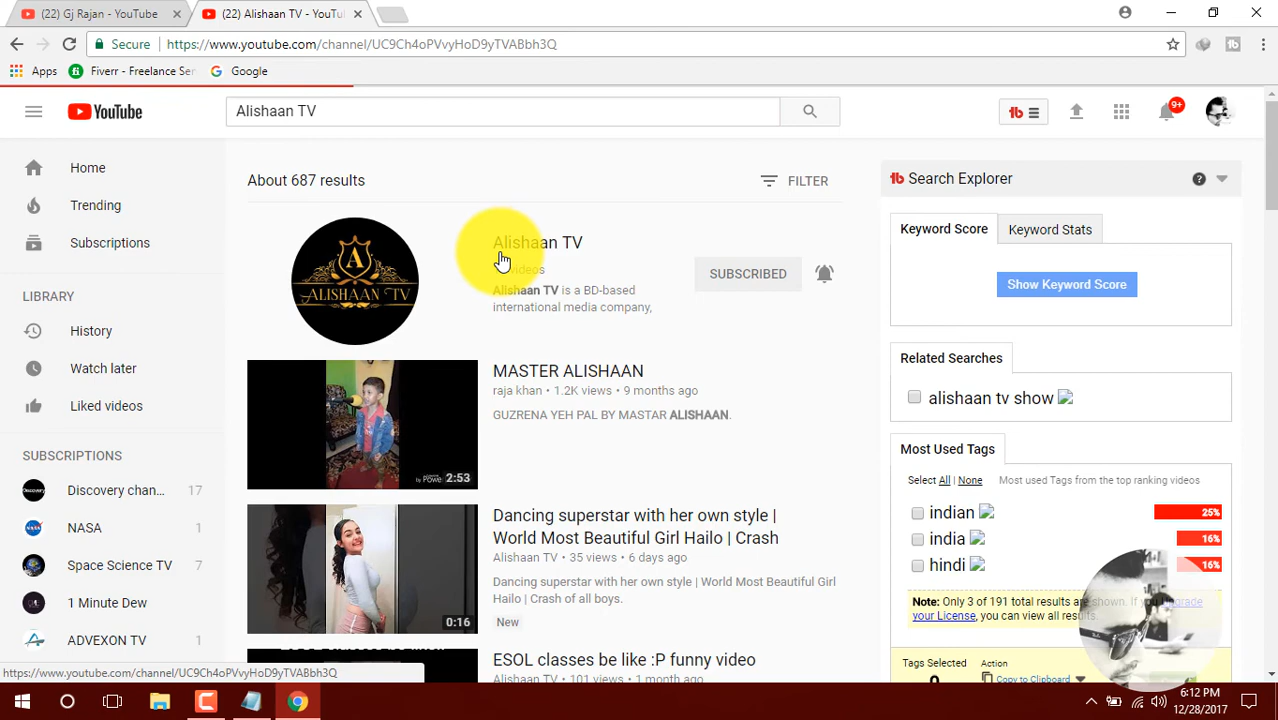 (22) Gj Rajan - YouTube
(22) Alishaan TV - YouTu
Secure
https://www.youtube.com/channel/UC9Ch4oPVvyHoD9yTVABbh3Q
Apps
Fiverr - Freelance Ser
Google
YouTube
Alishaan TV
9+
Home
Trending
Subscriptions
LIBRARY
History
Watch later
Liked videos
SUBSCRIPTIONS
Discovery chan... 17
NASA 1
Space Science TV 7
1 Minute Dew
ADVEXON TV 1
About 687 results
FILTER
ALISHAAN TV
Alishaan TV
videos
Alishaan TV is a BD-based
international media company,
SUBSCRIBED
2:53
MASTER ALISHAAN
raja khan • 1.2K views • 9 months ago
GUZRENA YEH PAL BY MASTAR ALISHAAN.
0:16
Dancing superstar with her own style |
World Most Beautiful Girl Hailo | Crash
Alishaan TV • 35 views • 6 days ago
Dancing superstar with her own style | World Most Beautiful Girl
Hailo | Crash of all boys.
New
ESOL classes be like :P funny video
Alishaan TV • 101 views • 1 month ago
Search Explorer
Keyword Score
Keyword Stats
Show Keyword Score
Related Searches
alishaan tv show
Most Used Tags
Select All | None
Most used Tags from the top ranking videos
indian 25%
india 16%
hindi 16%
Note: Only 3 of 191 total results are shown. If you Upgrade
your License, you can view all results.
Tags Selected
0
Action
Copy to Clipboard
https://www.youtube.com/channel/UC9Ch4oPVvyHoD9yTVABbh3Q
6:12 PM
12/28/2017